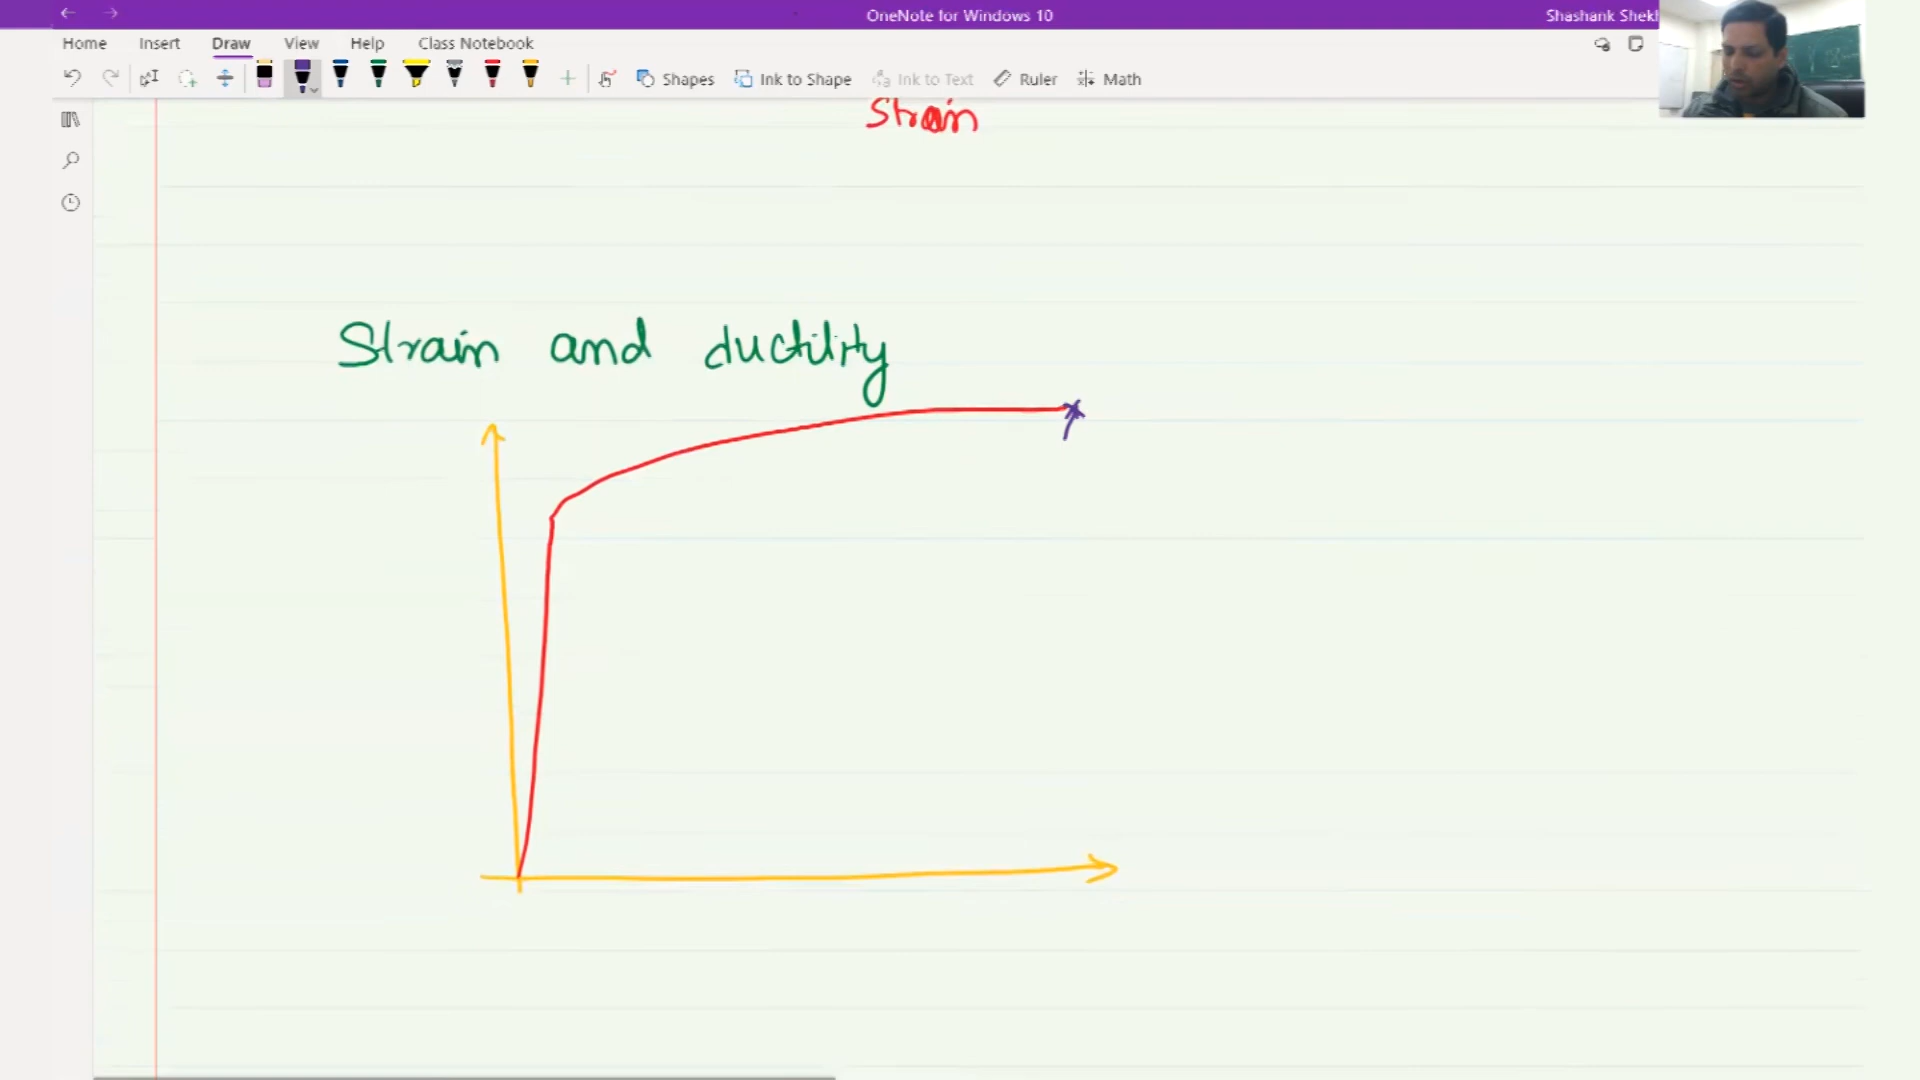 OneNote for Windows 10
Shashank Shekh
Home Insert Draw View Help Class Notebook
Shapes Ink to Shape Ink to Text Ruler Math
Strain
Strain and ductility